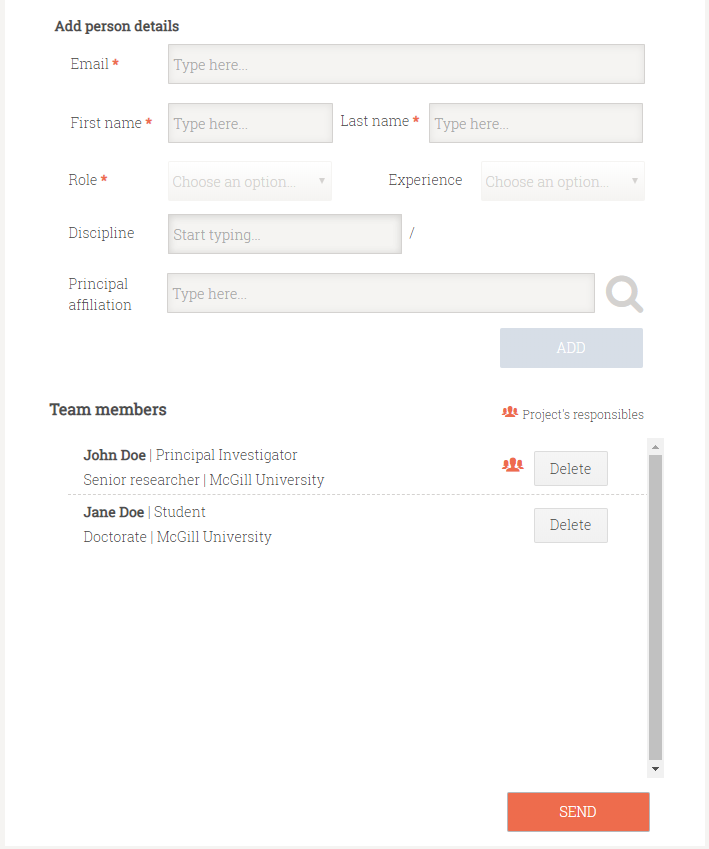 Add person details
Email * Type here...
First name * Type here... Last name * Type here...
Role * Choose an option... Experience Choose an option...
Discipline Start typing... /
Principal
affiliation Type here...
ADD
Team members Project's responsibles
John Doe | Principal Investigator
Senior researcher | McGill University Delete
Jane Doe | Student
Doctorate | McGill University Delete
SEND